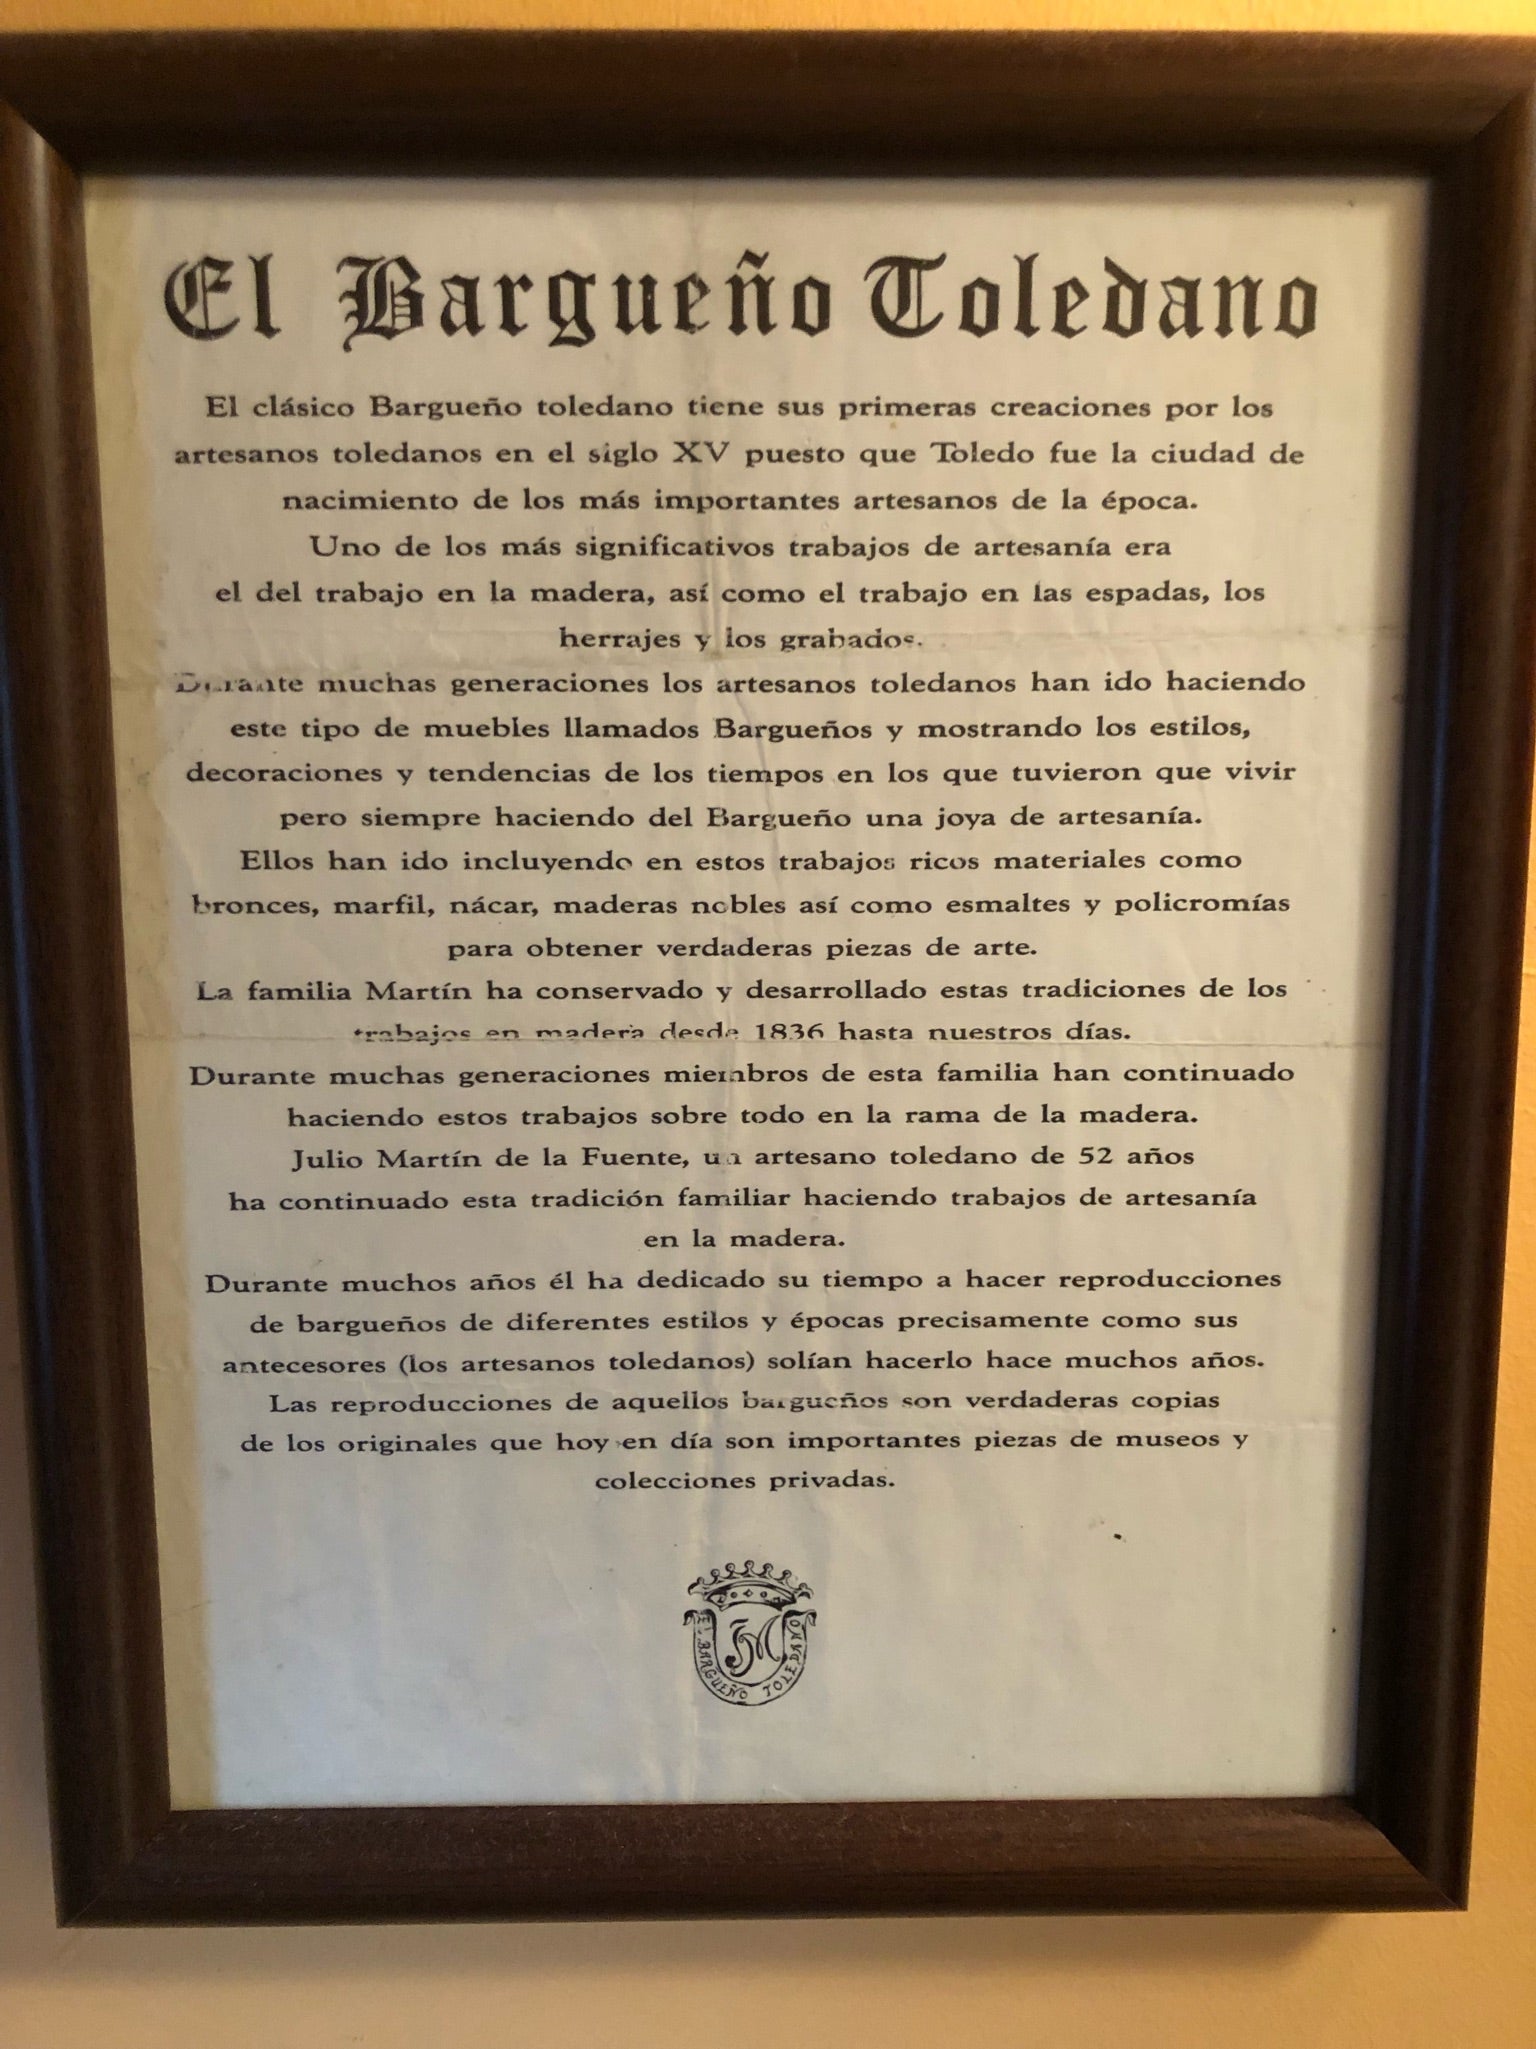 El Bargueño Toledano
El clásico Bargueño toledano tiene sus primeras creaciones por los
artesanos toledanos en el siglo XV puesto que Toledo fue la ciudad de
nacimiento de los más importantes artesanos de la época.
Uno de los más significativos trabajos de artesanía era
el del trabajo en la madera, así como el trabajo en las espadas, los
herrajes y los grabados.
Durante muchas generaciones los artesanos toledanos han ido haciendo
este tipo de muebles llamados Bargueños y mostrando los estilos,
decoraciones y tendencias de los tiempos en los que tuvieron que vivir
pero siempre haciendo del Bargueño una joya de artesanía.
Ellos han ido incluyendo en estos trabajos ricos materiales como
bronces, marfil, nácar, maderas nobles así como esmaltes y policromías
para obtener verdaderas piezas de arte.
La familia Martín ha conservado y desarrollado estas tradiciones de los
trabajos en madera desde 1836 hasta nuestros días.
Durante muchas generaciones miembros de esta familia han continuado
haciendo estos trabajos sobre todo en la rama de la madera.
Julio Martín de la Fuente, un artesano toledano de 52 años
ha continuado esta tradición familiar haciendo trabajos de artesanía
en la madera.
Durante muchos años él ha dedicado su tiempo a hacer reproducciones
de bargueños de diferentes estilos y épocas precisamente como sus
antecesores (los artesanos toledanos) solían hacerlo hace muchos años.
Las reproducciones de aquellos bargueños son verdaderas copias
de los originales que hoy en día son importantes piezas de museos y
colecciones privadas.
JM
EL BARGUEÑO TOLEDANO